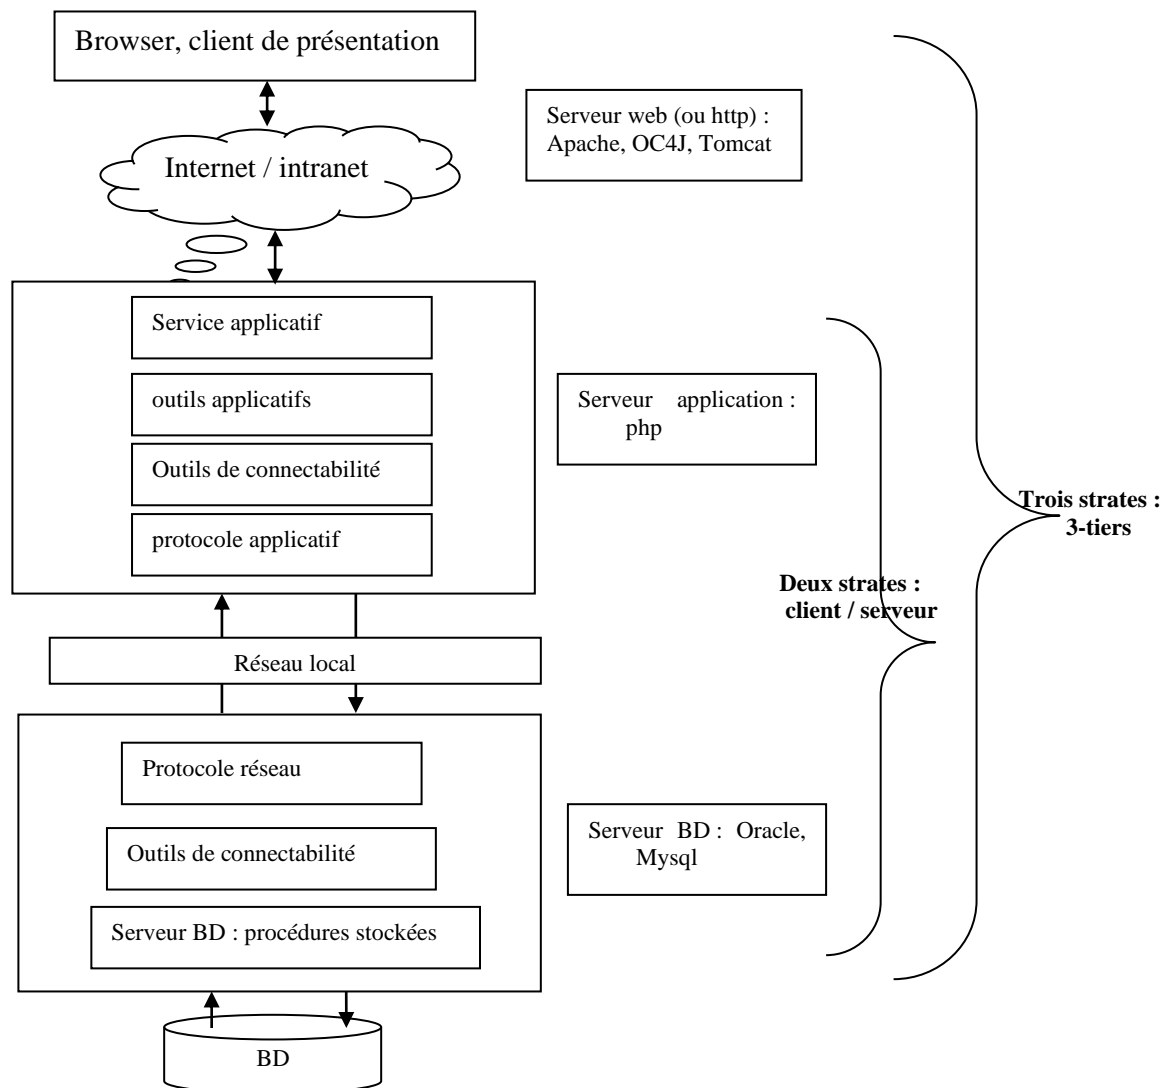 Browser, client de présentation
Serveur web (ou http) :
Apache, OC4J, Tomcat
Internet / intranet
Service applicatif
outils applicatifs
Serveur application :
php
Outils de connectabilité
protocole applicatif
Trois strates :
3-tiers
Deux strates :
client / serveur
Réseau local
Protocole réseau
Outils de connectabilité
Serveur BD : Oracle,
Mysql
Serveur BD : procédures stockées
BD